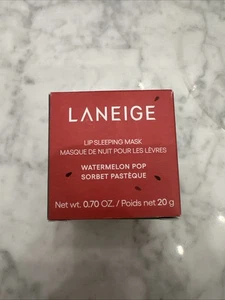 LANEIGE
LIP SLEEPING MASK
MASQUE DE NUIT POUR LES LÈVRES
WATERMELON POP
SORBET PASTÈQUE
Net wt. 0.70 OZ. / Poids net 20 g